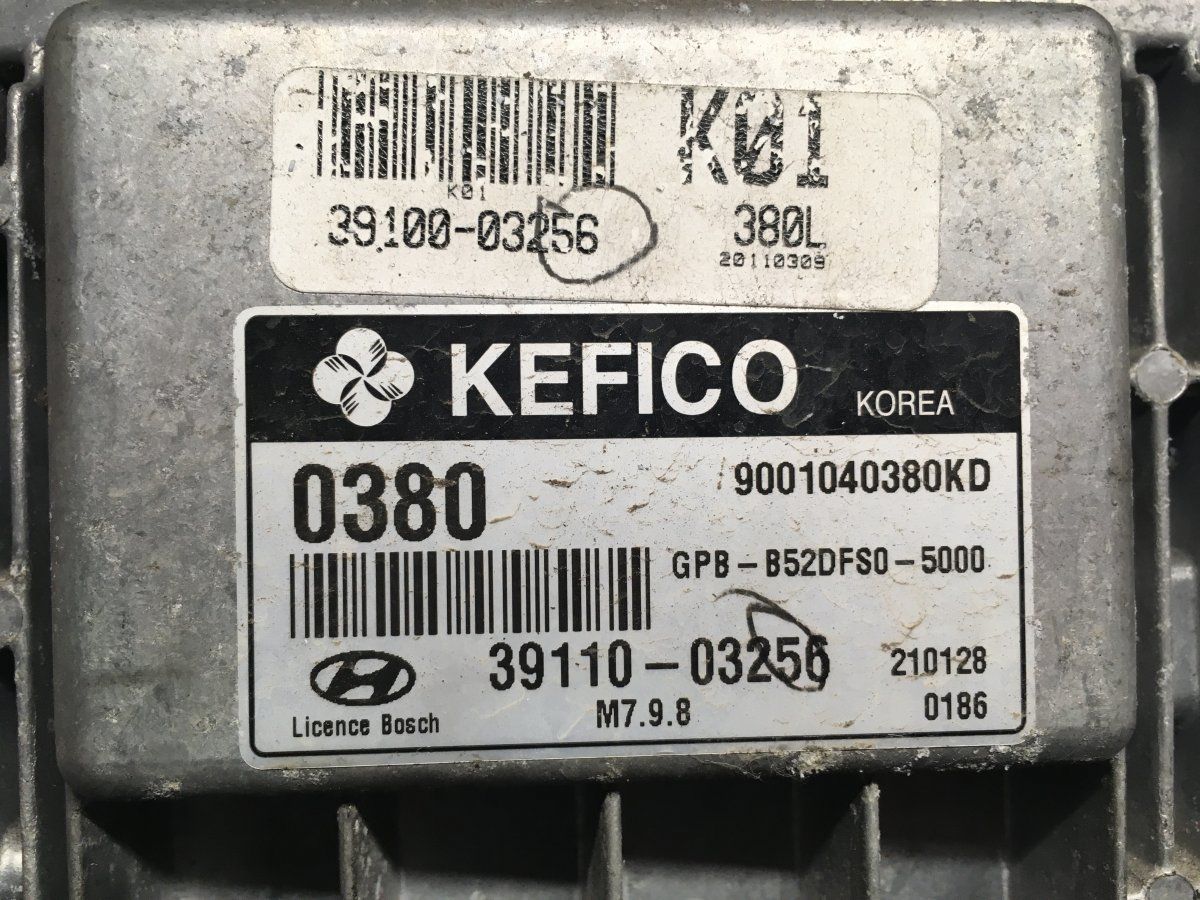 K01
K01
39100-03256
380L
20110309
KEFICO
KOREA
0380
9001040380KD
GPB-B52DFS0-5000
39110-03256
210128
Licence Bosch
M7.9.8
0186